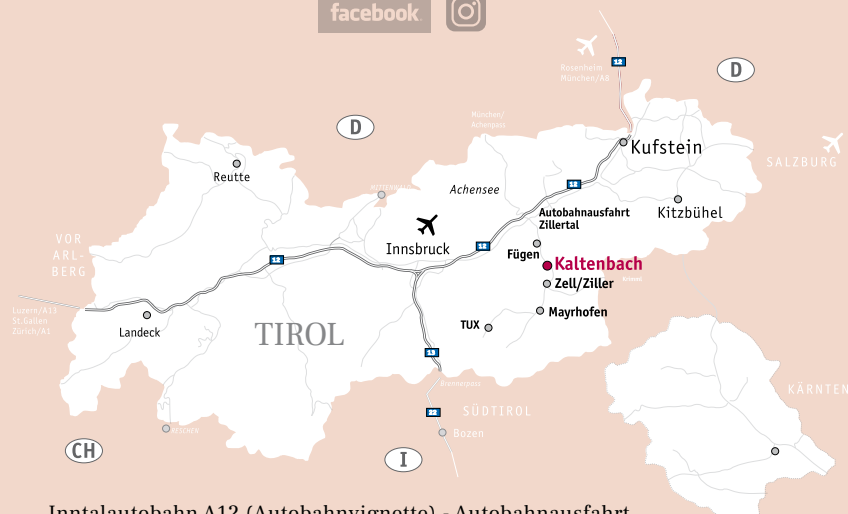 facebook.
12
D
Rosenheim
München/A8
D
München/
Achenpass
Kufstein
SALZBURG
Reutte
MITTENWALD
Achensee
12
Autobahnausfahrt
Zillertal
Kitzbühel
VOR
ARL-
BERG
Innsbruck
12
Fügen
12
Kaltenbach
Zell/Ziller
Luzern/A13
St.Gallen
Zürich/A1
Landeck
TIROL
TUX
Mayrhofen
13
Brennerpass
KÄRNTEN
22
SÜDTIROL
RESCHEN
Bozen
CH
I
Inntalautobahn A12 (Autobahnvignette) - Autobahnausfahrt